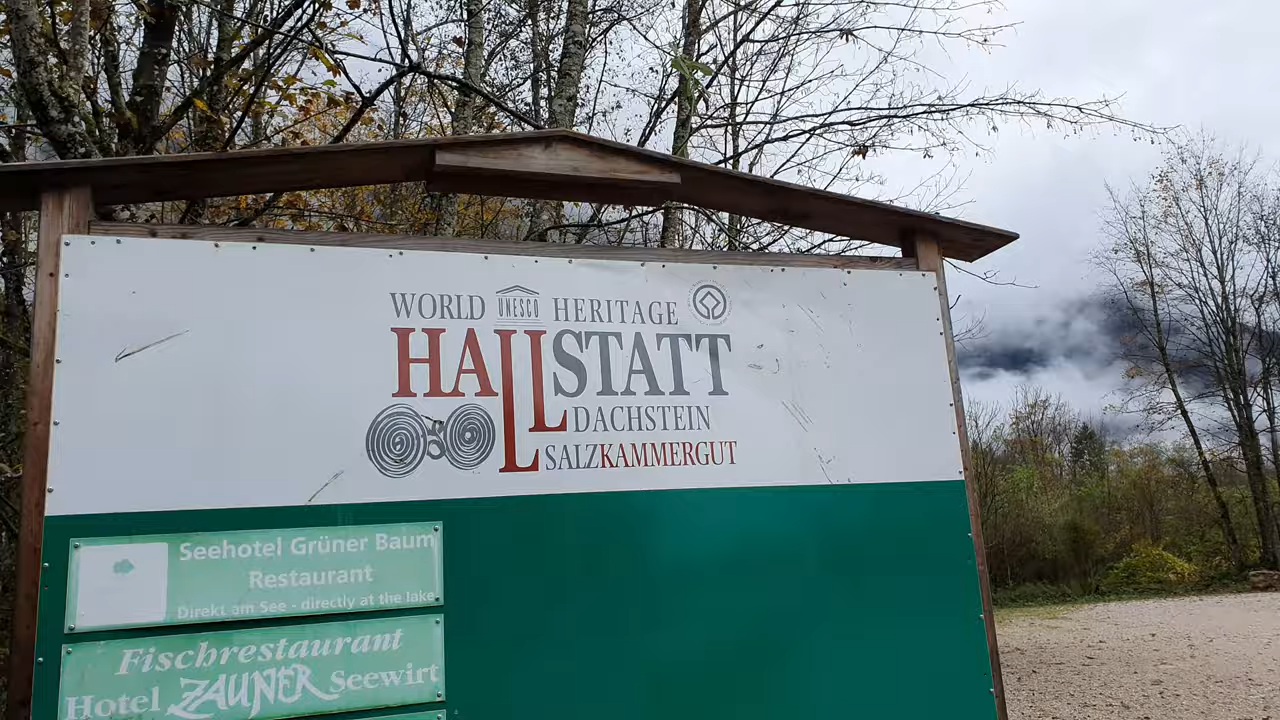 WORLD UNESCO HERITAGE
HALLSTATT
DACHSTEIN
SALZKAMMERGUT
Seehotel Grüner Baum
Restaurant
Direkt am See - directly at the lake
Fischrestaurant
Hotel ZAUNER Seewirt